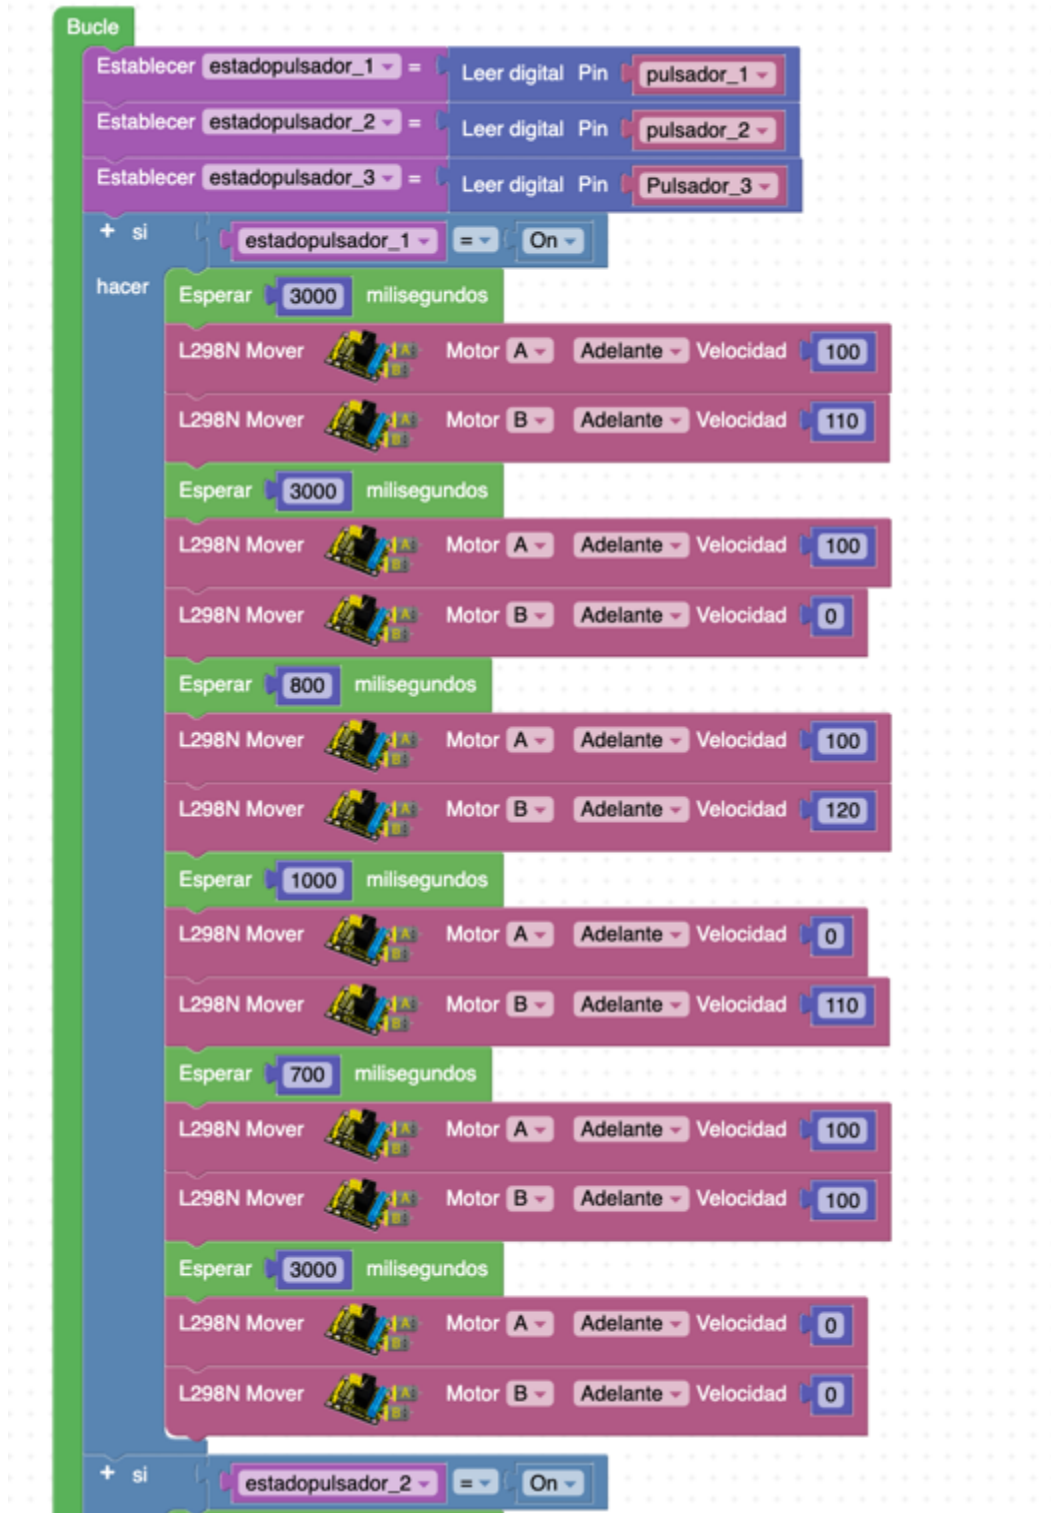 Bucle
Establecer estadopulsador_1 = Leer digital Pin pulsador_1
Establecer estadopulsador_2 = Leer digital Pin pulsador_2
Establecer estadopulsador_3 = Leer digital Pin Pulsador_3
+ si estadopulsador_1 = On
hacer Esperar 3000 milisegundos
L298N Mover A B Motor A Adelante Velocidad 100
L298N Mover A B Motor B Adelante Velocidad 110
Esperar 3000 milisegundos
L298N Mover A B Motor A Adelante Velocidad 100
L298N Mover A B Motor B Adelante Velocidad 0
Esperar 800 milisegundos
L298N Mover A B Motor A Adelante Velocidad 100
L298N Mover A B Motor B Adelante Velocidad 120
Esperar 1000 milisegundos
L298N Mover A B Motor A Adelante Velocidad 0
L298N Mover A B Motor B Adelante Velocidad 110
Esperar 700 milisegundos
L298N Mover A B Motor A Adelante Velocidad 100
L298N Mover A B Motor B Adelante Velocidad 100
Esperar 3000 milisegundos
L298N Mover A B Motor A Adelante Velocidad 0
L298N Mover A B Motor B Adelante Velocidad 0
+ si estadopulsador_2 = On